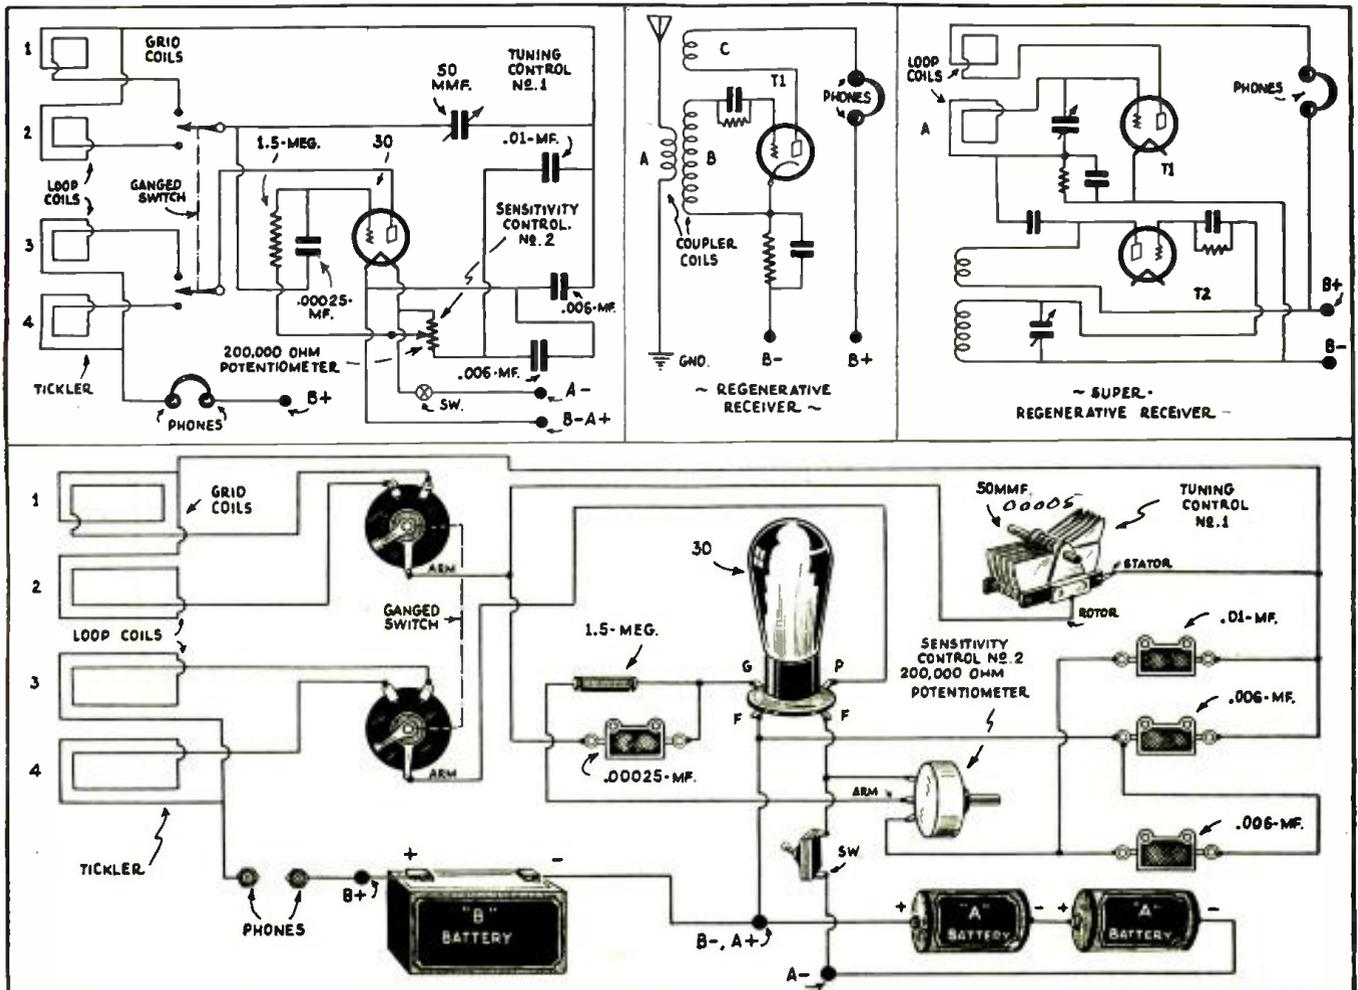 1
GRID
COILS
2
LOOP
COILS
GANGED
SWITCH
3
4
TICKLER
PHONES
B+
1.5-MEG.
30
50
MMF.
TUNING
CONTROL
NO.1
.01-MF.
SENSITIVITY
CONTROL.
NO.2
.00025-
MF.
.006-MF.
200,000 OHM
POTENTIOMETER
.006-MF.
SW.
A-
B-A+
A
B
C
T1
PHONES
COUPLER
COILS
GND.
B-
B+
~ REGENERATIVE
RECEIVER ~
LOOP
COILS
A
T1
T2
PHONES
B+
B-
~ SUPER-
REGENERATIVE RECEIVER -
1
GRID
COILS
2
LOOP COILS
3
4
TICKLER
PHONES
B+
ARM
GANGED
SWITCH
ARM
+
-
"B"
BATTERY
1.5-MEG.
.00025-MF.
30
G
P
F
F
50MMF.
.00005
TUNING
CONTROL
NO.1
STATOR
ROTOR
SENSITIVITY
CONTROL NO.2
200,000 OHM
POTENTIOMETER
.01-MF.
.006-MF.
.006-MF.
ARM
SW
B-, A+
A-
+
"A"
BATTERY
-
+
"A"
BATTERY
-